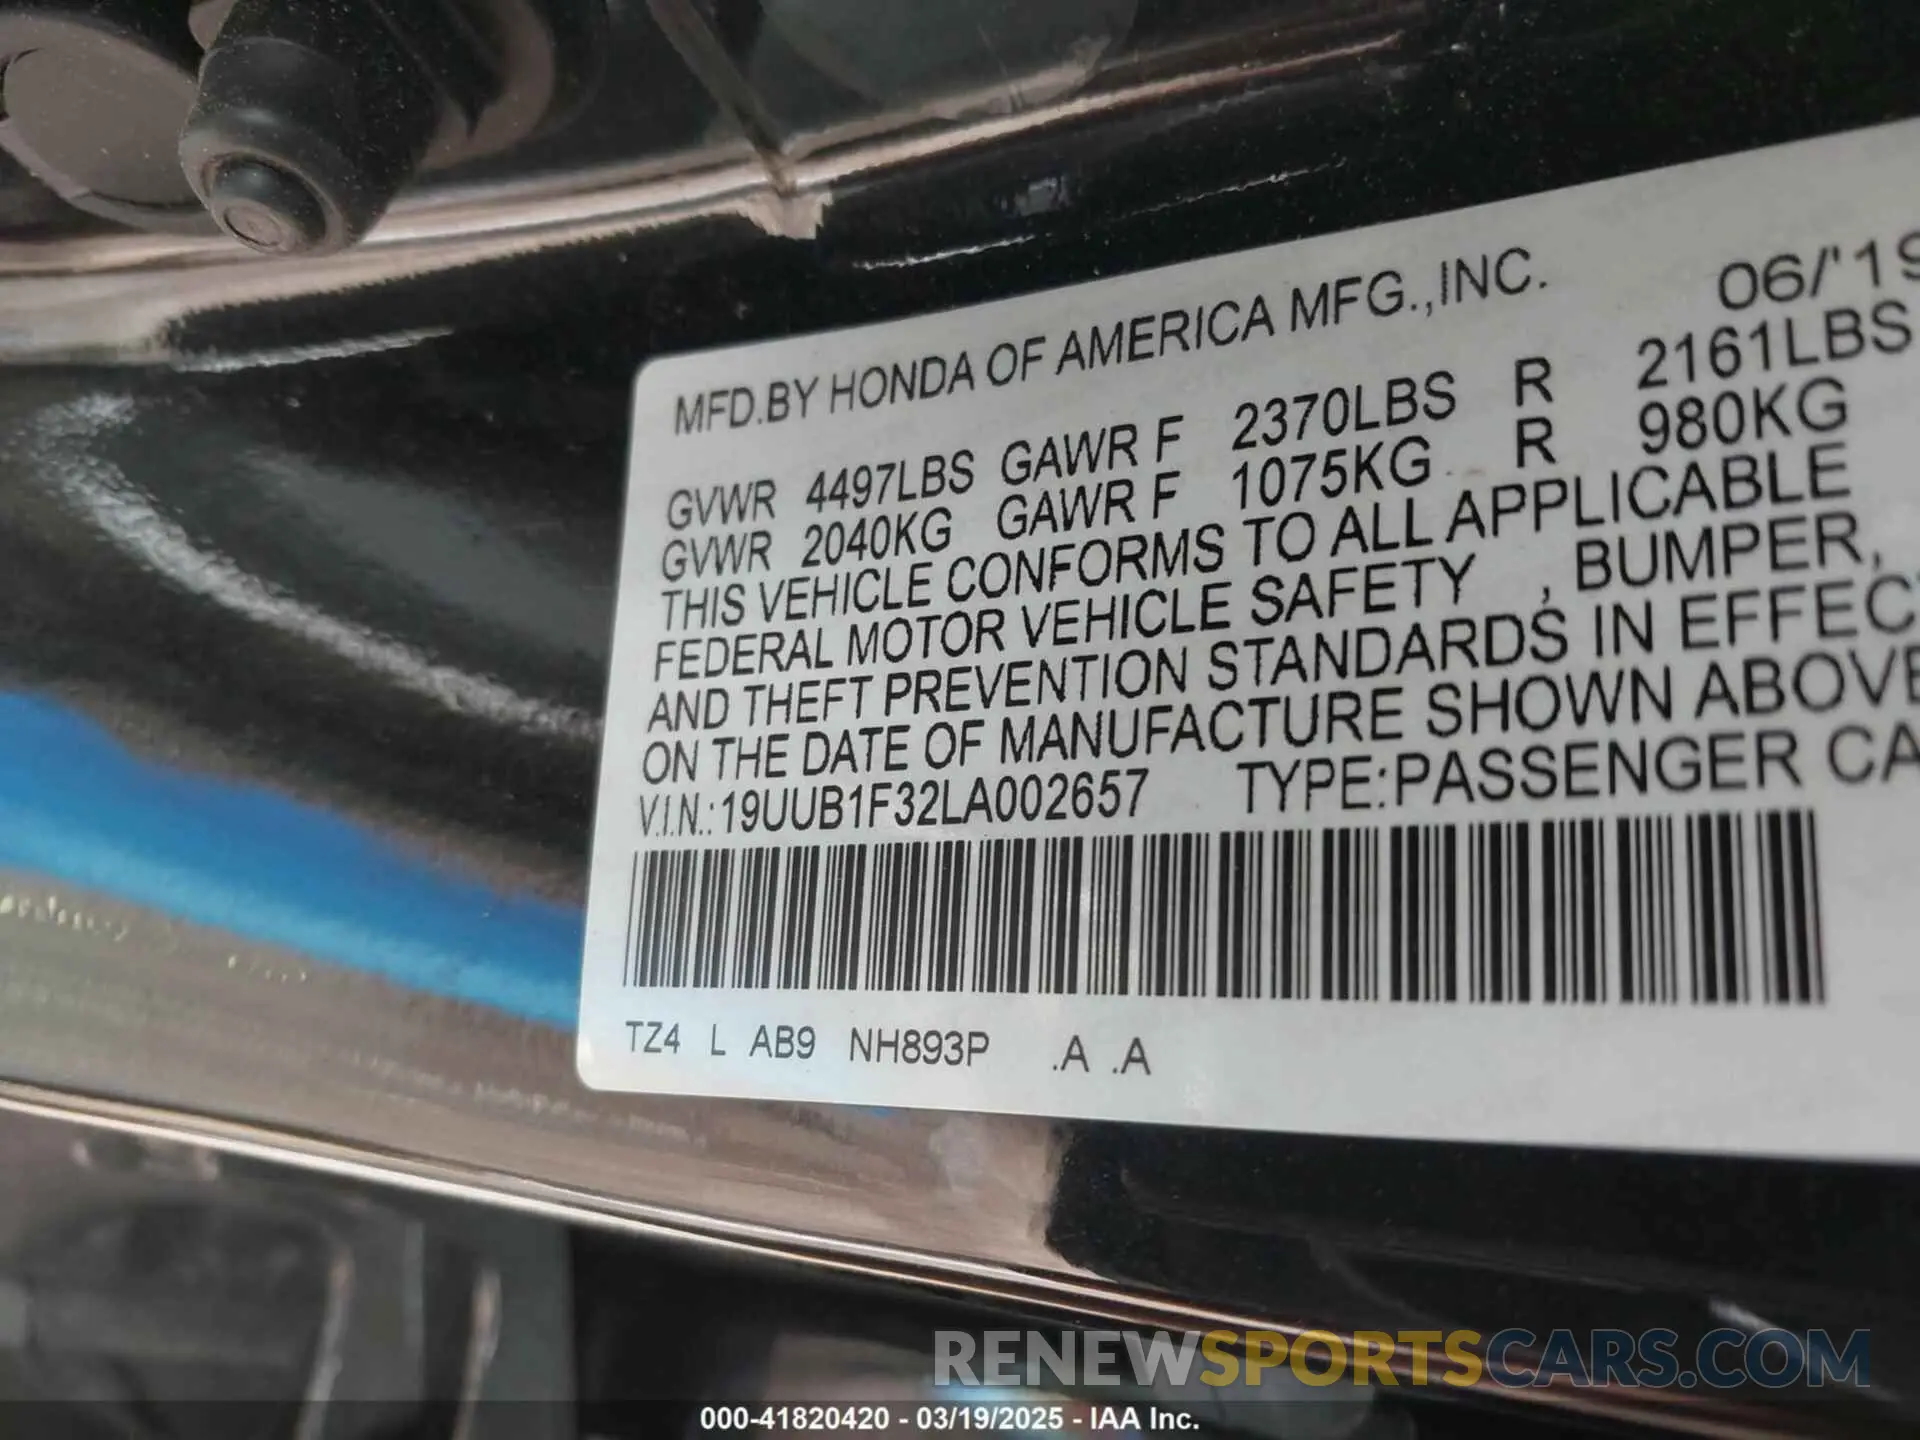 MFD.BY HONDA OF AMERICA MFG.,INC. 06/'19
GVWR 4497LBS GAWR F 2370LBS R 2161LBS
GVWR 2040KG GAWR F 1075KG R 980KG
THIS VEHICLE CONFORMS TO ALL APPLICABLE
FEDERAL MOTOR VEHICLE SAFETY , BUMPER,
AND THEFT PREVENTION STANDARDS IN EFFECT
ON THE DATE OF MANUFACTURE SHOWN ABOVE
V.I.N.: 19UUB1F32LA002657 TYPE:PASSENGER CA
TZ4 L AB9 NH893P .A .A
RENEWSPORTSCARS.COM
000-41820420 - 03/19/2025 - IAA Inc.